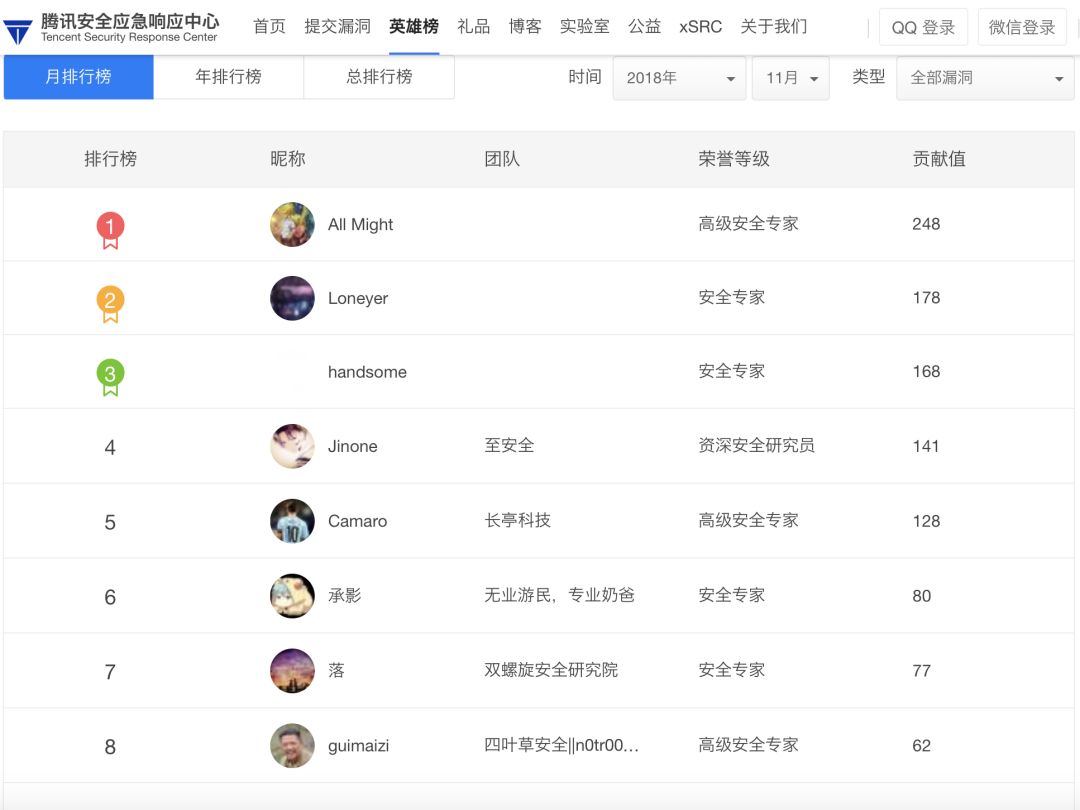 腾讯安全应急响应中心
Tencent Security Response Center
首页 提交漏洞 英雄榜 礼品 博客 实验室 公益 xSRC 关于我们 QQ 登录 微信登录
月排行榜 年排行榜 总排行榜 时间 2018年 11月 类型 全部漏洞
排行榜 昵称 团队 荣誉等级 贡献值
1 All Might 高级安全专家 248
2 Loneyer 安全专家 178
3 handsome 安全专家 168
4 Jinone 至安全 资深安全研究员 141
5 Camaro 长亭科技 高级安全专家 128
6 承影 无业游民，专业奶爸 安全专家 80
7 落 双螺旋安全研究院 安全专家 77
8 guimaizi 四叶草安全||n0tr00... 高级安全专家 62